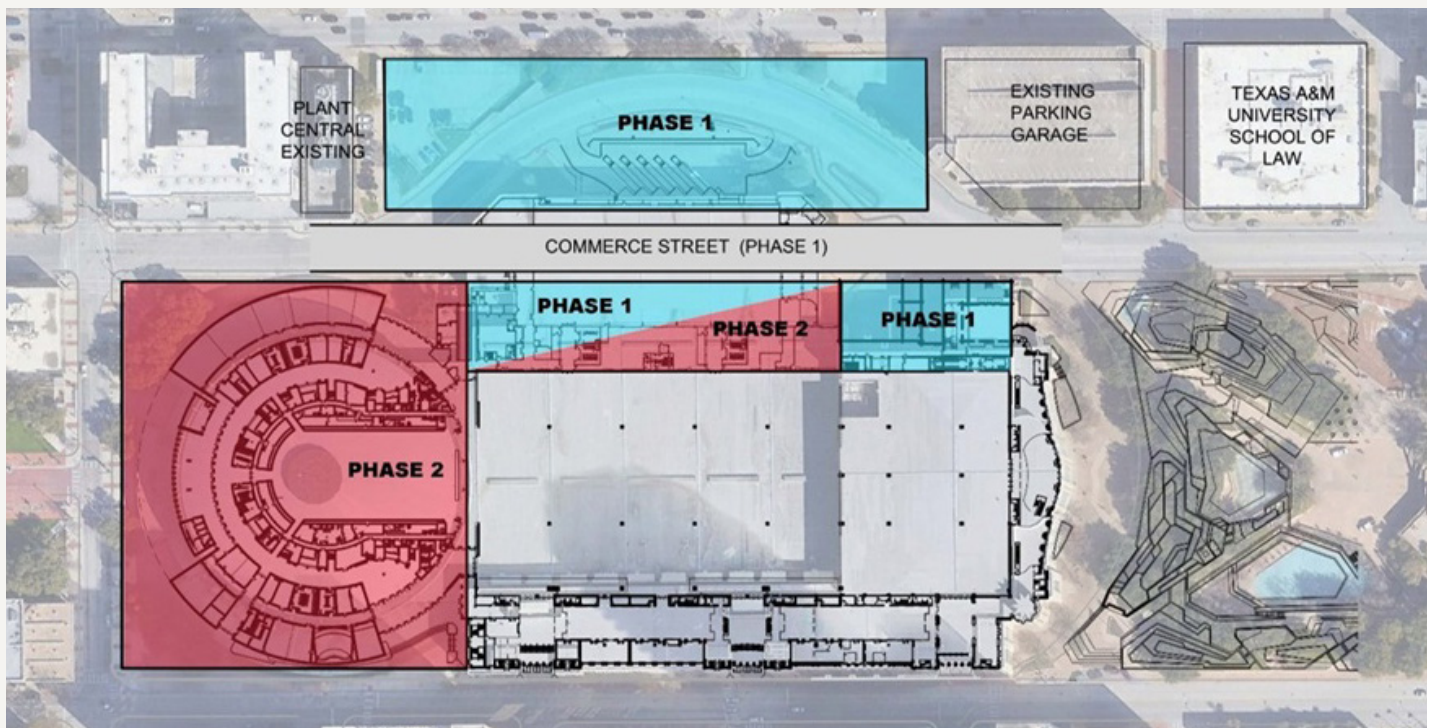 PLANT
CENTRAL
EXISTING
PHASE 1
EXISTING
PARKING
GARAGE
TEXAS A&M
UNIVERSITY
SCHOOL OF
LAW
COMMERCE STREET (PHASE 1)
PHASE 1
PHASE 2
PHASE 1
PHASE 2